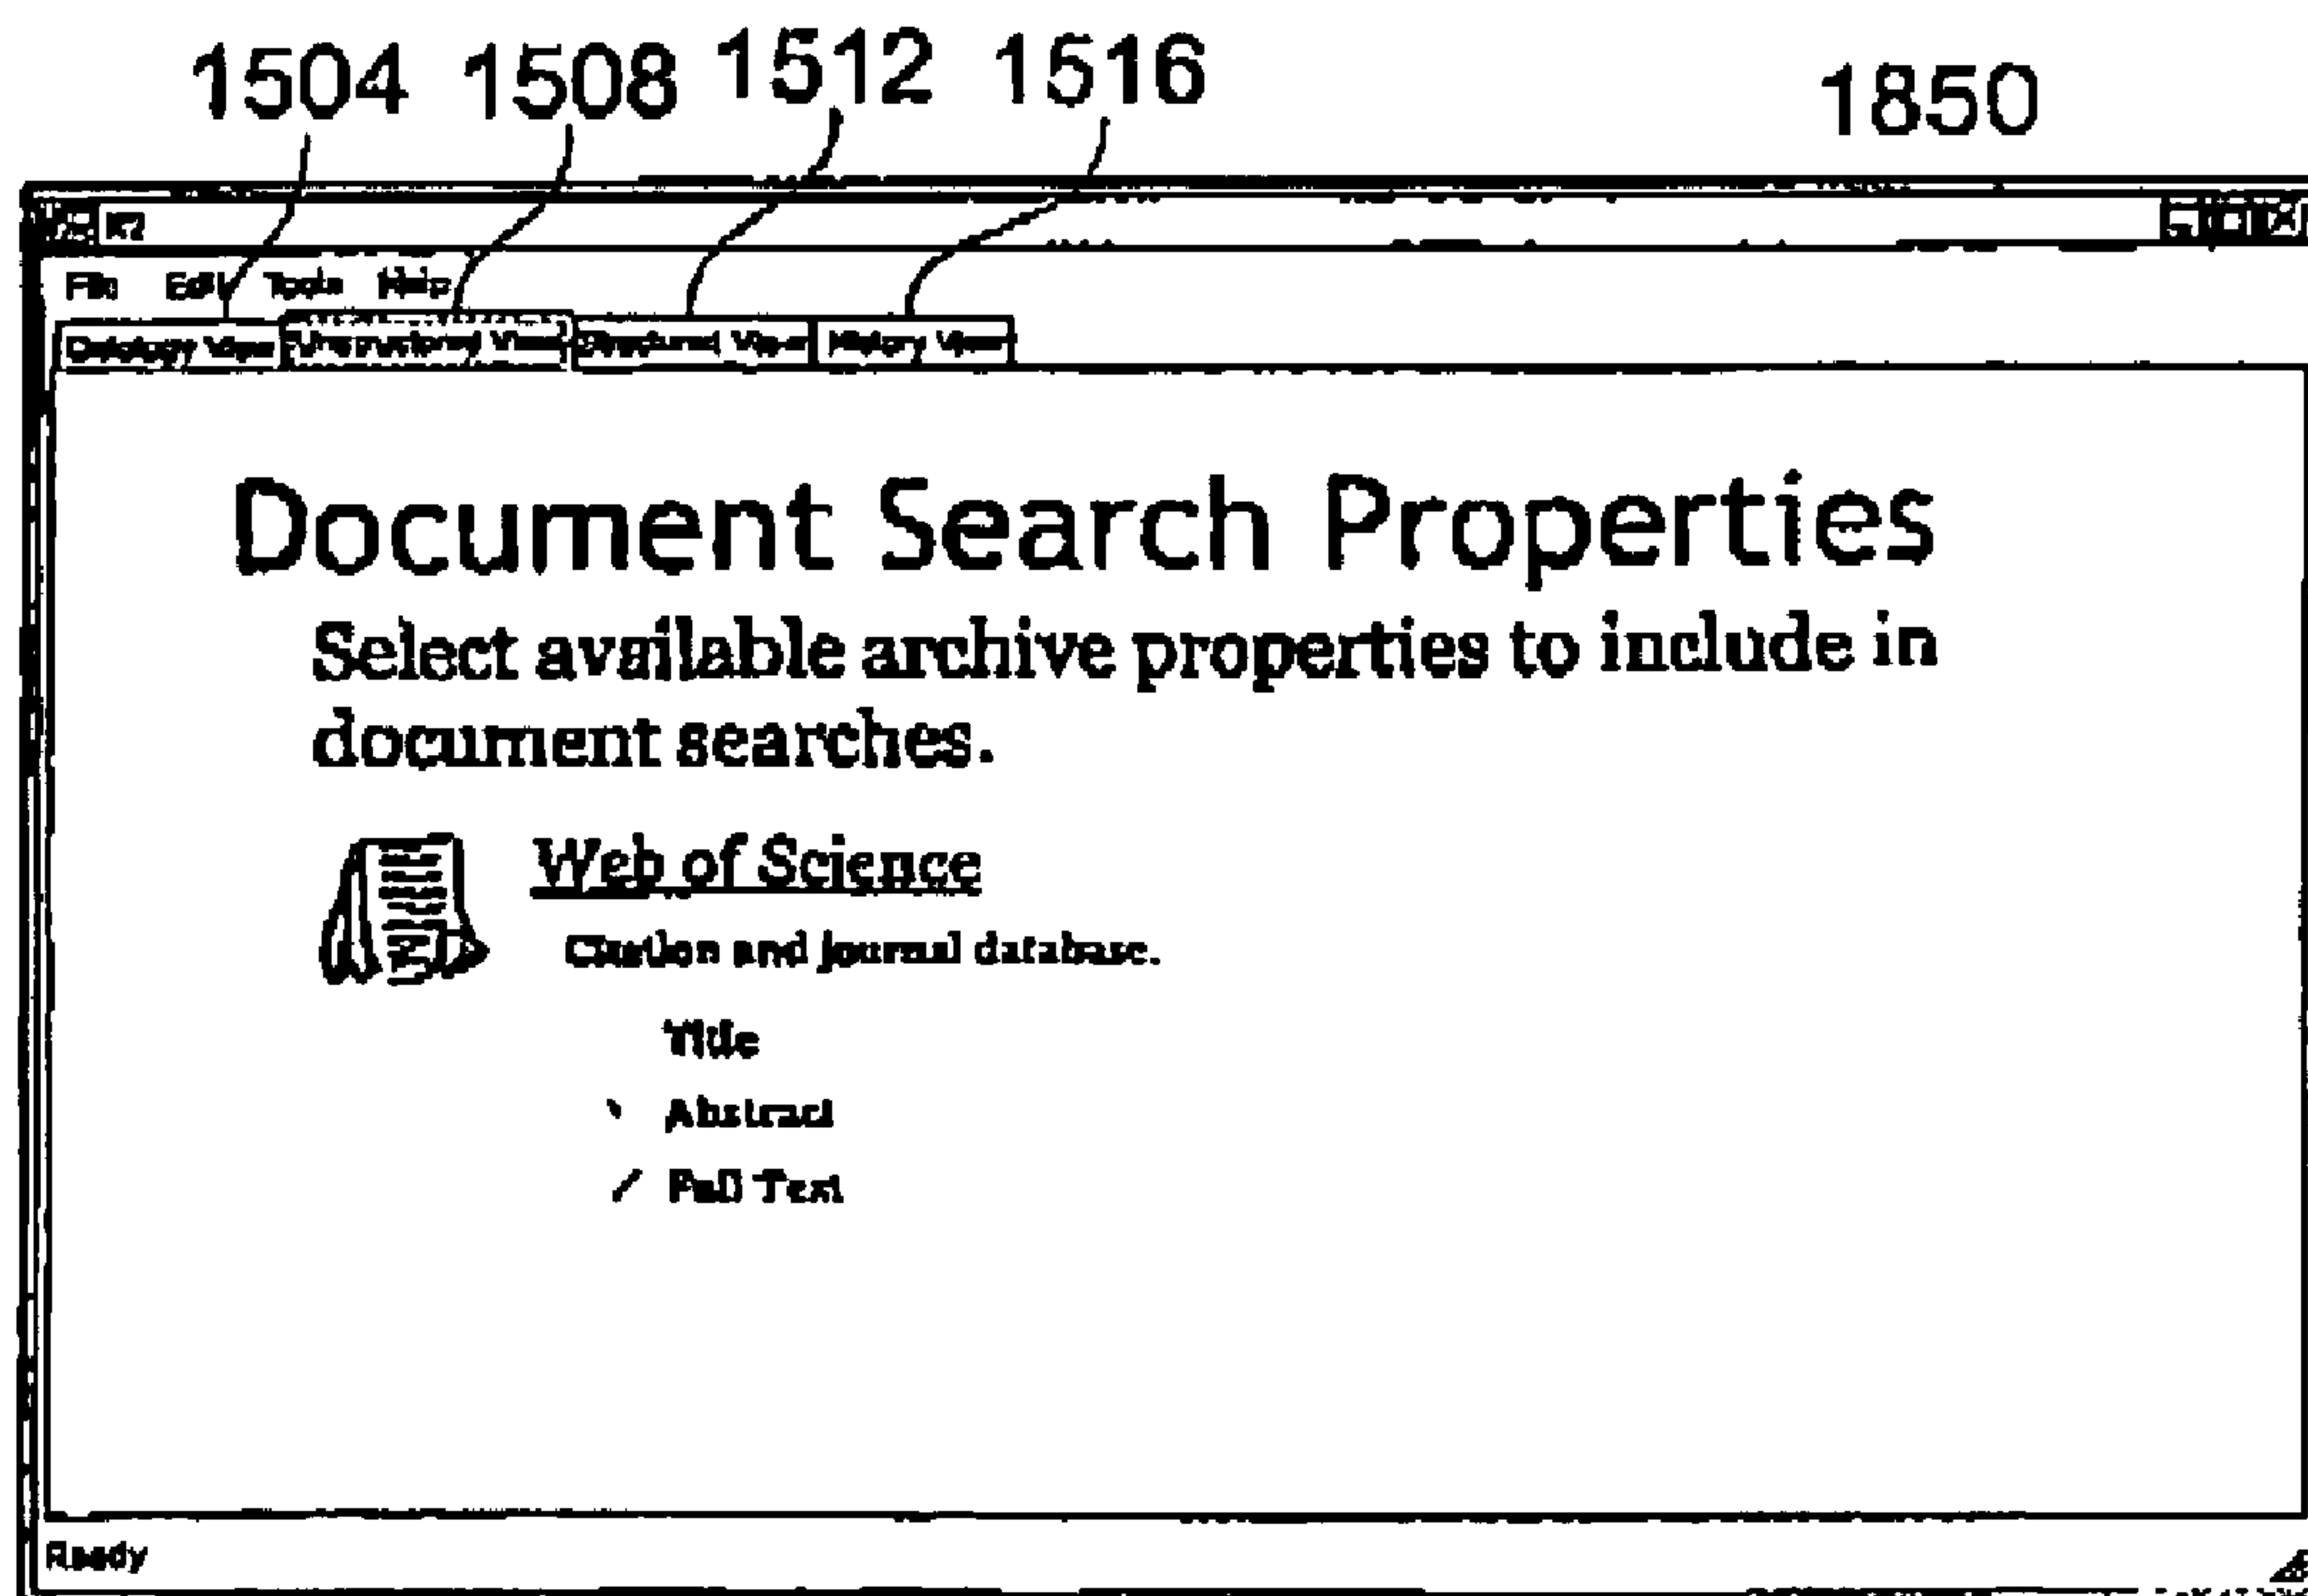 1504 1508 1512 1516 1850
File Edit Tools Help
Ontology View Unstructured View Structured View History View
Document Search Properties
Select available archive properties to include in
document searches.
Web of Science
Citation and journal database.
Title
Abstract
Full Text
Ready